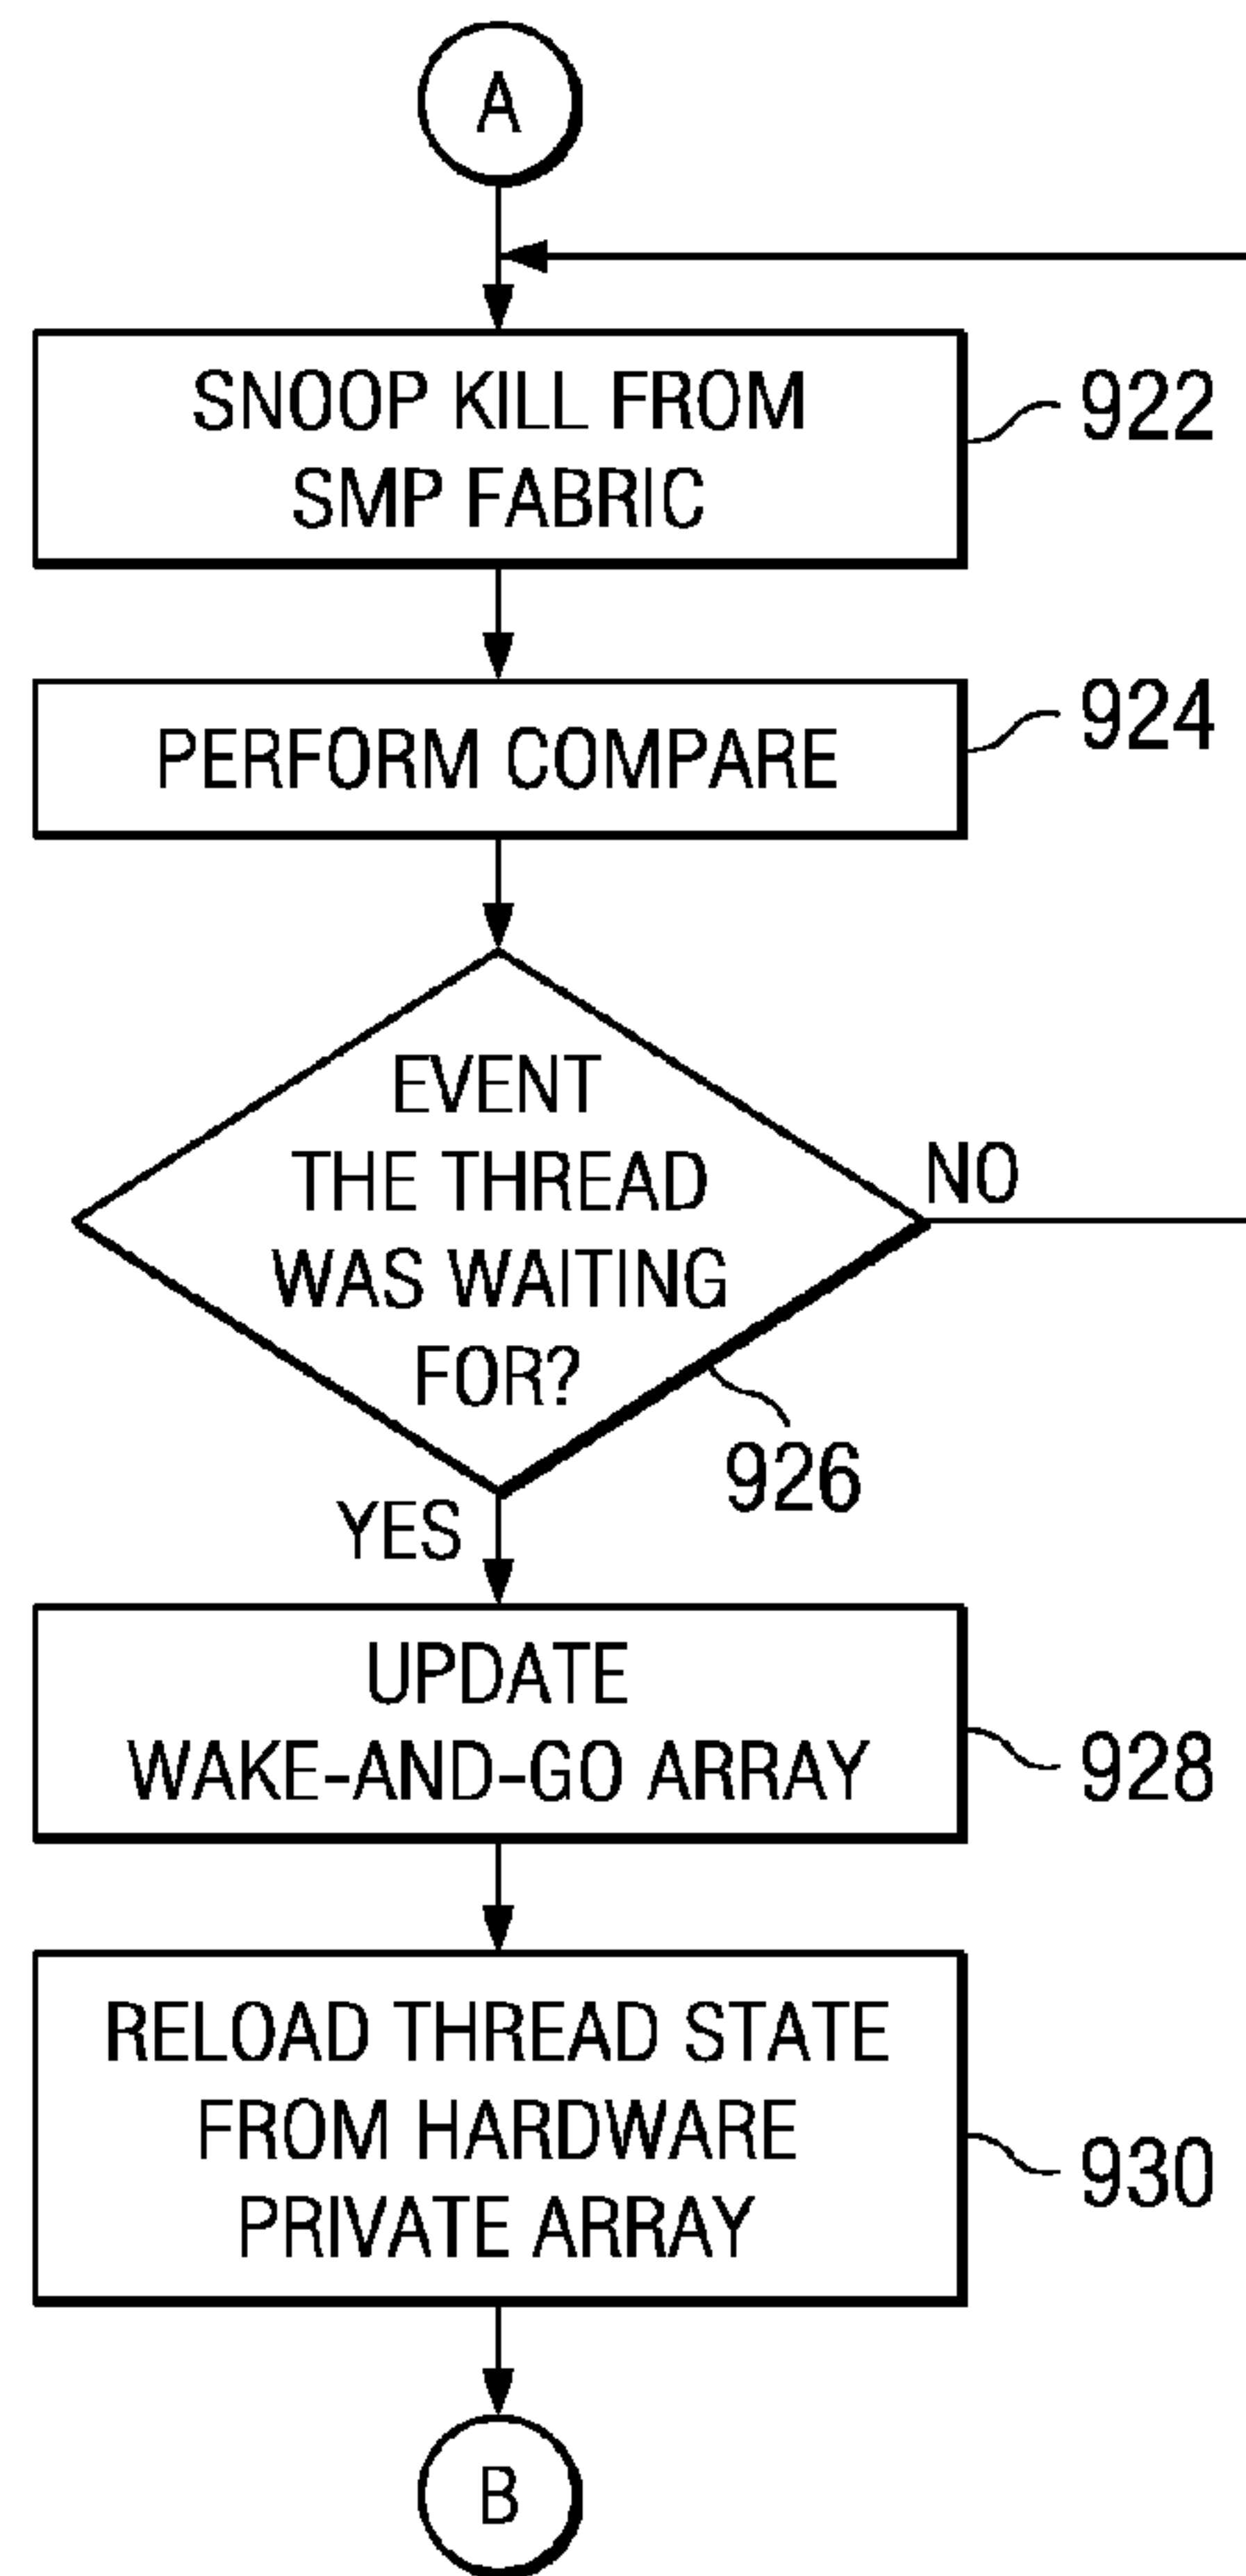 A
SNOOP KILL FROM
SMP FABRIC
922
PERFORM COMPARE
924
EVENT
THE THREAD
WAS WAITING
FOR?
NO
926
YES
UPDATE
WAKE-AND-GO ARRAY
928
RELOAD THREAD STATE
FROM HARDWARE
PRIVATE ARRAY
930
B